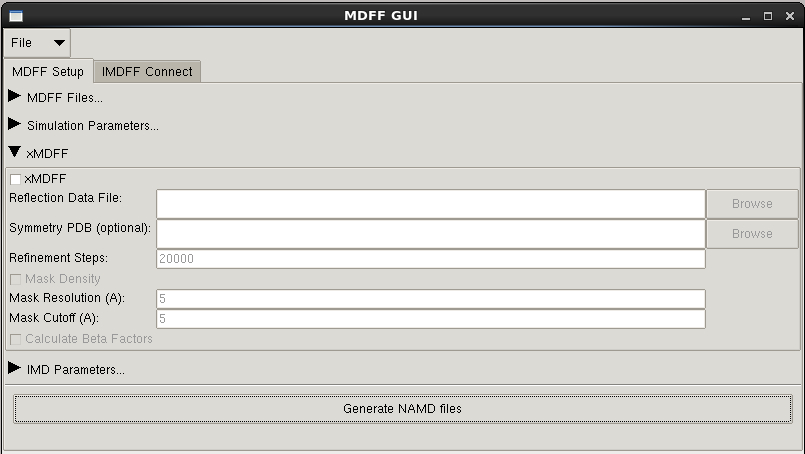 MDFF GUI
File
MDFF Setup IMDFF Connect
MDFF Files...
Simulation Parameters...
xMDFF
xMDFF
Reflection Data File: Browse
Symmetry PDB (optional): Browse
Refinement Steps: 20000
Mask Density
Mask Resolution (A): 5
Mask Cutoff (A): 5
Calculate Beta Factors
IMD Parameters...
Generate NAMD files